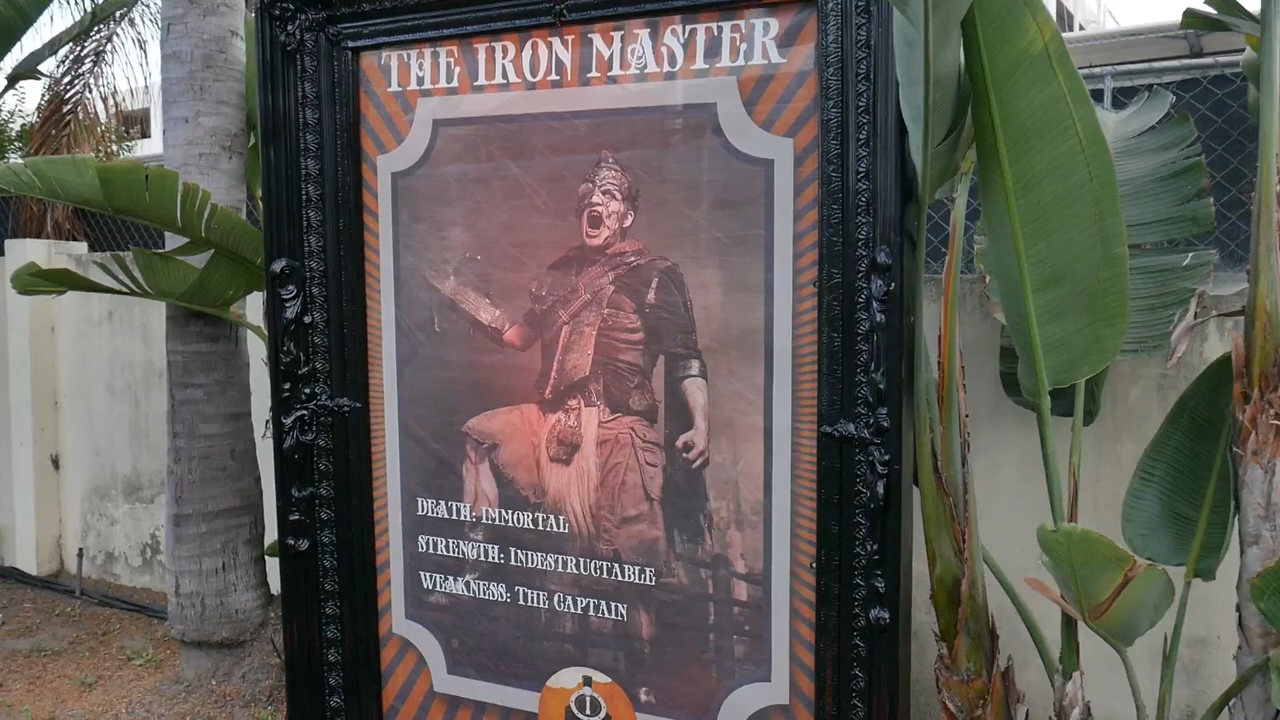 THE IRON MASTER
DEATH: IMMORTAL
STRENGTH: INDESTRUCTABLE
WEAKNESS: THE CAPTAIN